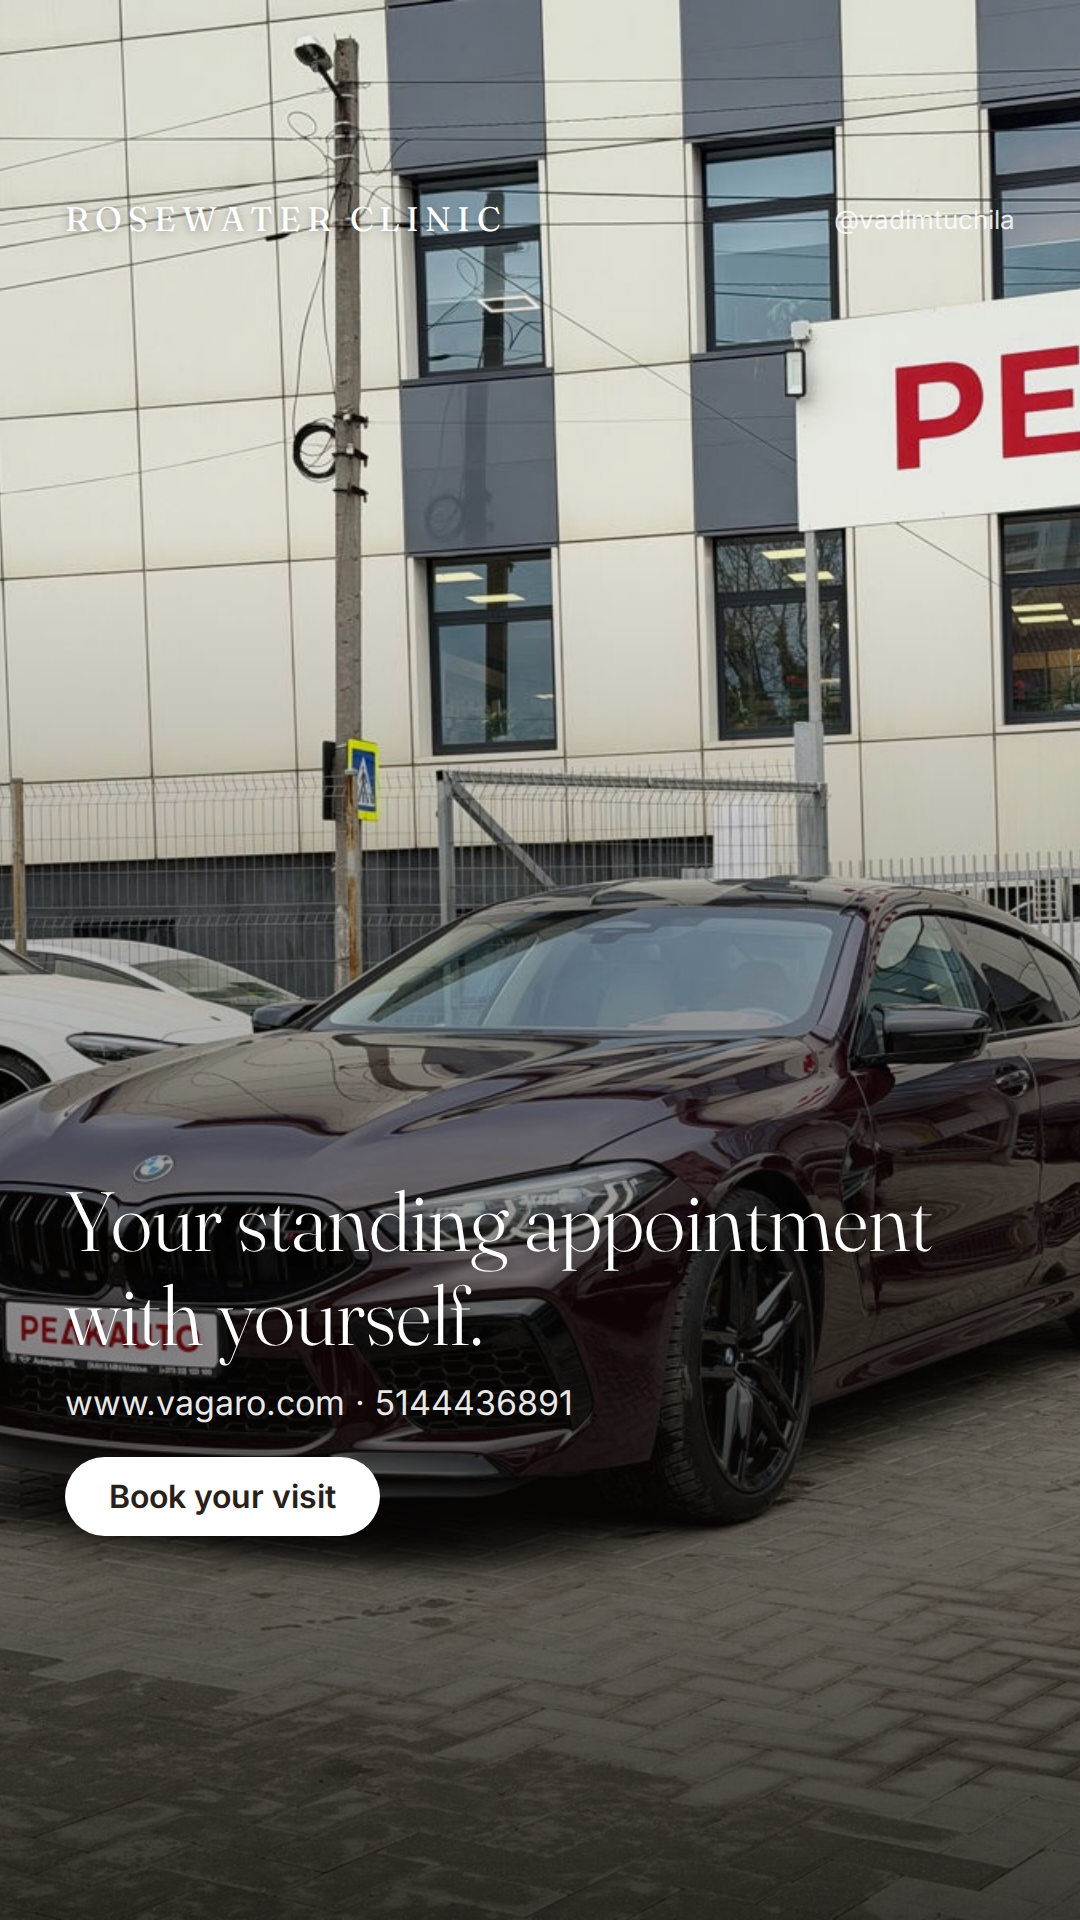 ROSEWATER CLINIC
@vadimtuchila
PE
Your standing appointment
with yourself.
www.vagaro.com · 5144436891
Book your visit